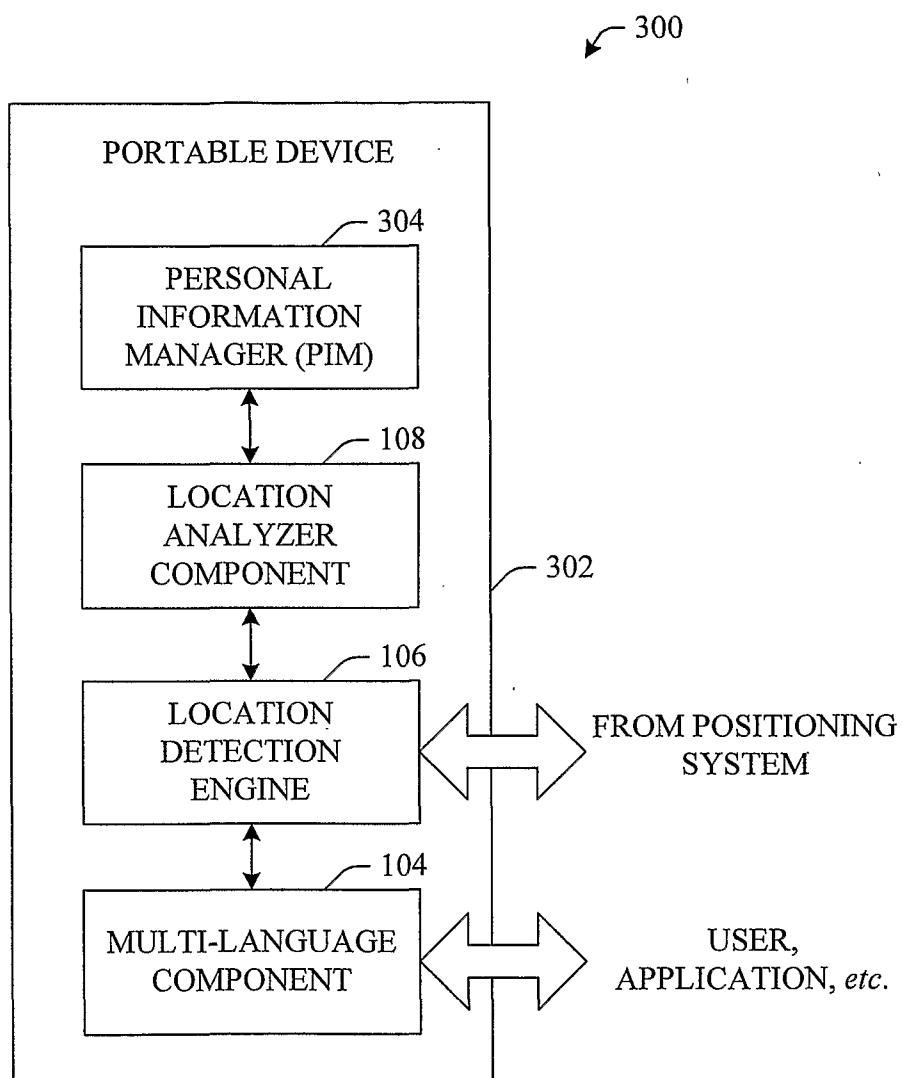 300
PORTABLE DEVICE
304
PERSONAL
INFORMATION
MANAGER (PIM)
108
LOCATION
ANALYZER
COMPONENT
302
106
LOCATION
DETECTION
ENGINE
FROM POSITIONING
SYSTEM
104
MULTI-LANGUAGE
COMPONENT
USER,
APPLICATION, etc.